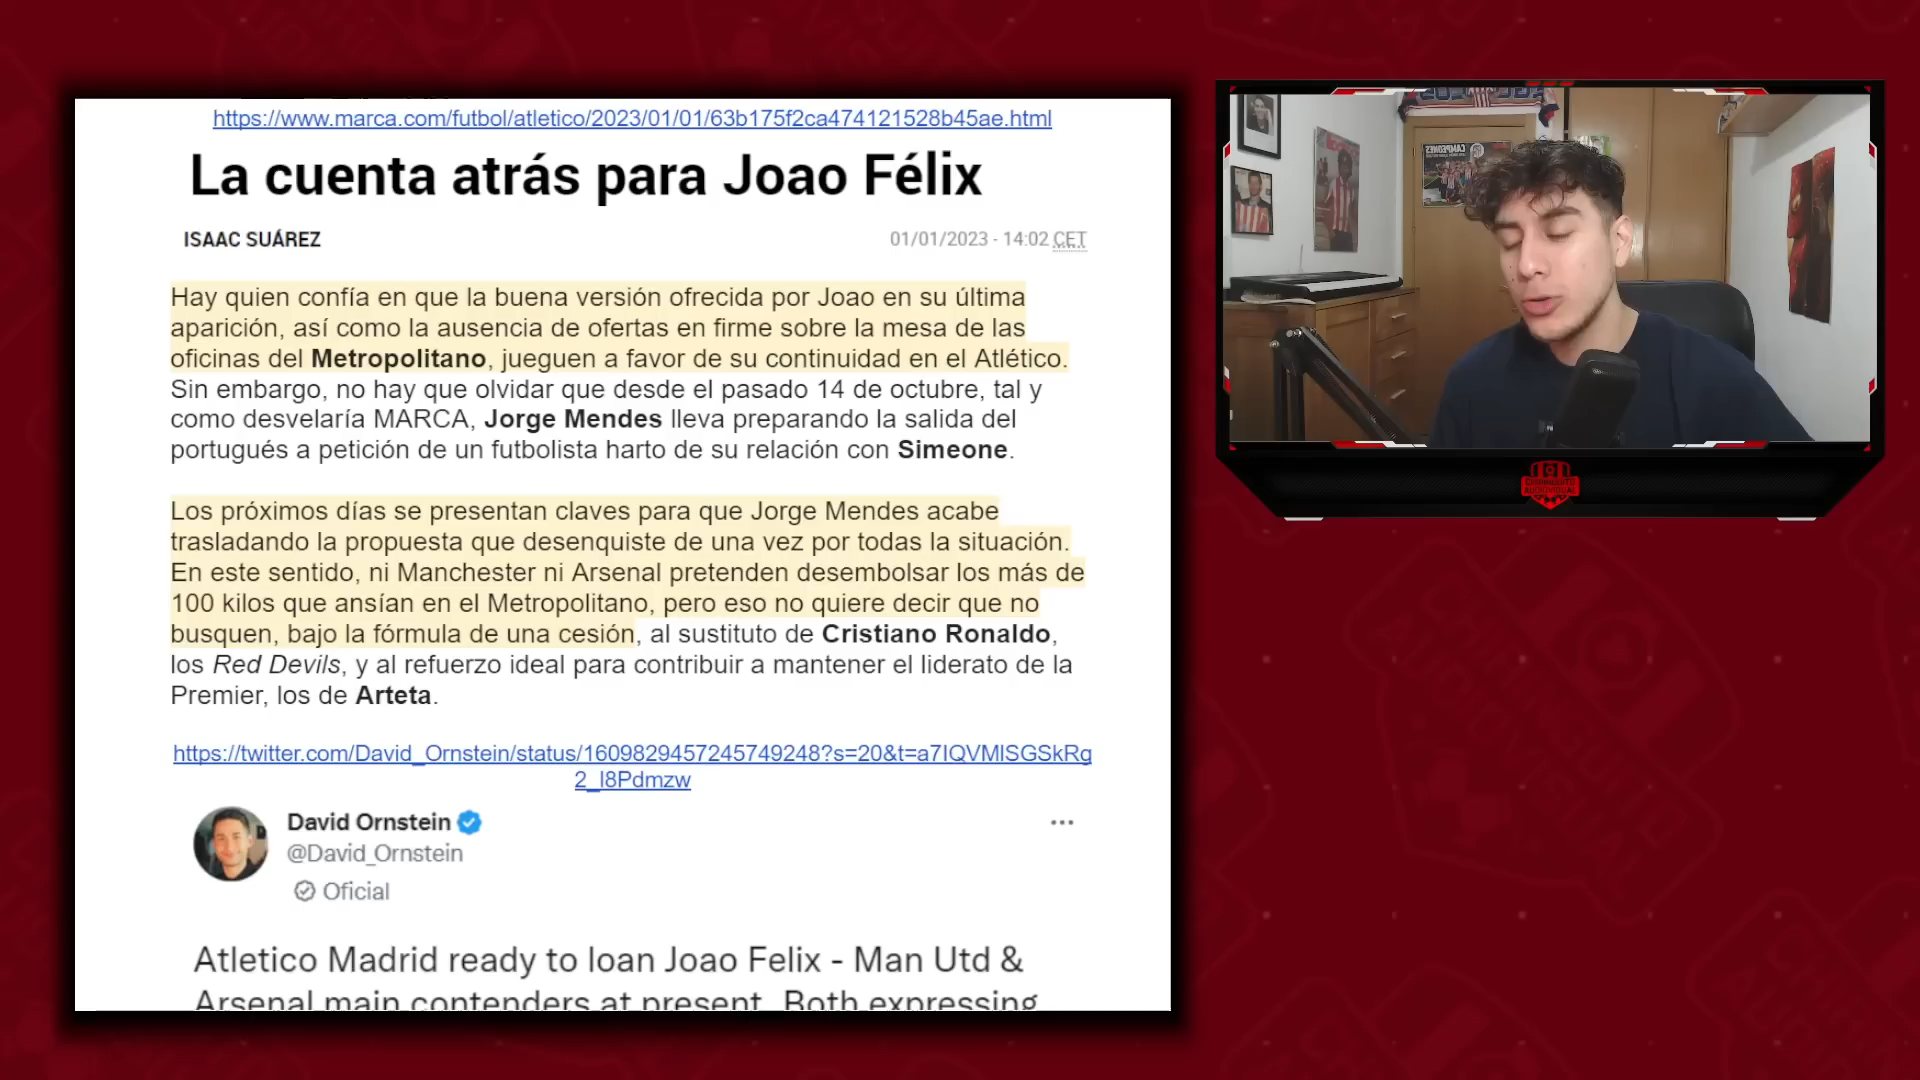 https://www.marca.com/futbol/atletico/2023/01/01/63b175f2ca474121528b45ae.html
La cuenta atrás para Joao Félix
ISAAC SUÁREZ
01/01/2023 - 14:02 CET
Hay quien confía en que la buena versión ofrecida por Joao en su última
aparición, así como la ausencia de ofertas en firme sobre la mesa de las
oficinas del Metropolitano, jueguen a favor de su continuidad en el Atlético.
Sin embargo, no hay que olvidar que desde el pasado 14 de octubre, tal y
como desvelaría MARCA, Jorge Mendes lleva preparando la salida del
portugués a petición de un futbolista harto de su relación con Simeone.
Los próximos días se presentan claves para que Jorge Mendes acabe
trasladando la propuesta que desenquiste de una vez por todas la situación.
En este sentido, ni Manchester ni Arsenal pretenden desembolsar los más de
100 kilos que ansían en el Metropolitano, pero eso no quiere decir que no
busquen, bajo la fórmula de una cesión, al sustituto de Cristiano Ronaldo,
los Red Devils, y al refuerzo ideal para contribuir a mantener el liderato de la
Premier, los de Arteta.
https://twitter.com/David_Ornstein/status/1609829457245749248?s=20&t=a7IQVMlSGSkRg
2_l8Pdmzw
David Ornstein
@David_Ornstein
Oficial
Atletico Madrid ready to loan Joao Felix - Man Utd &
Arsenal main contenders at present. Both expressing
CAMPEONES
CHIRINGUITO
AUDIOVISUAL